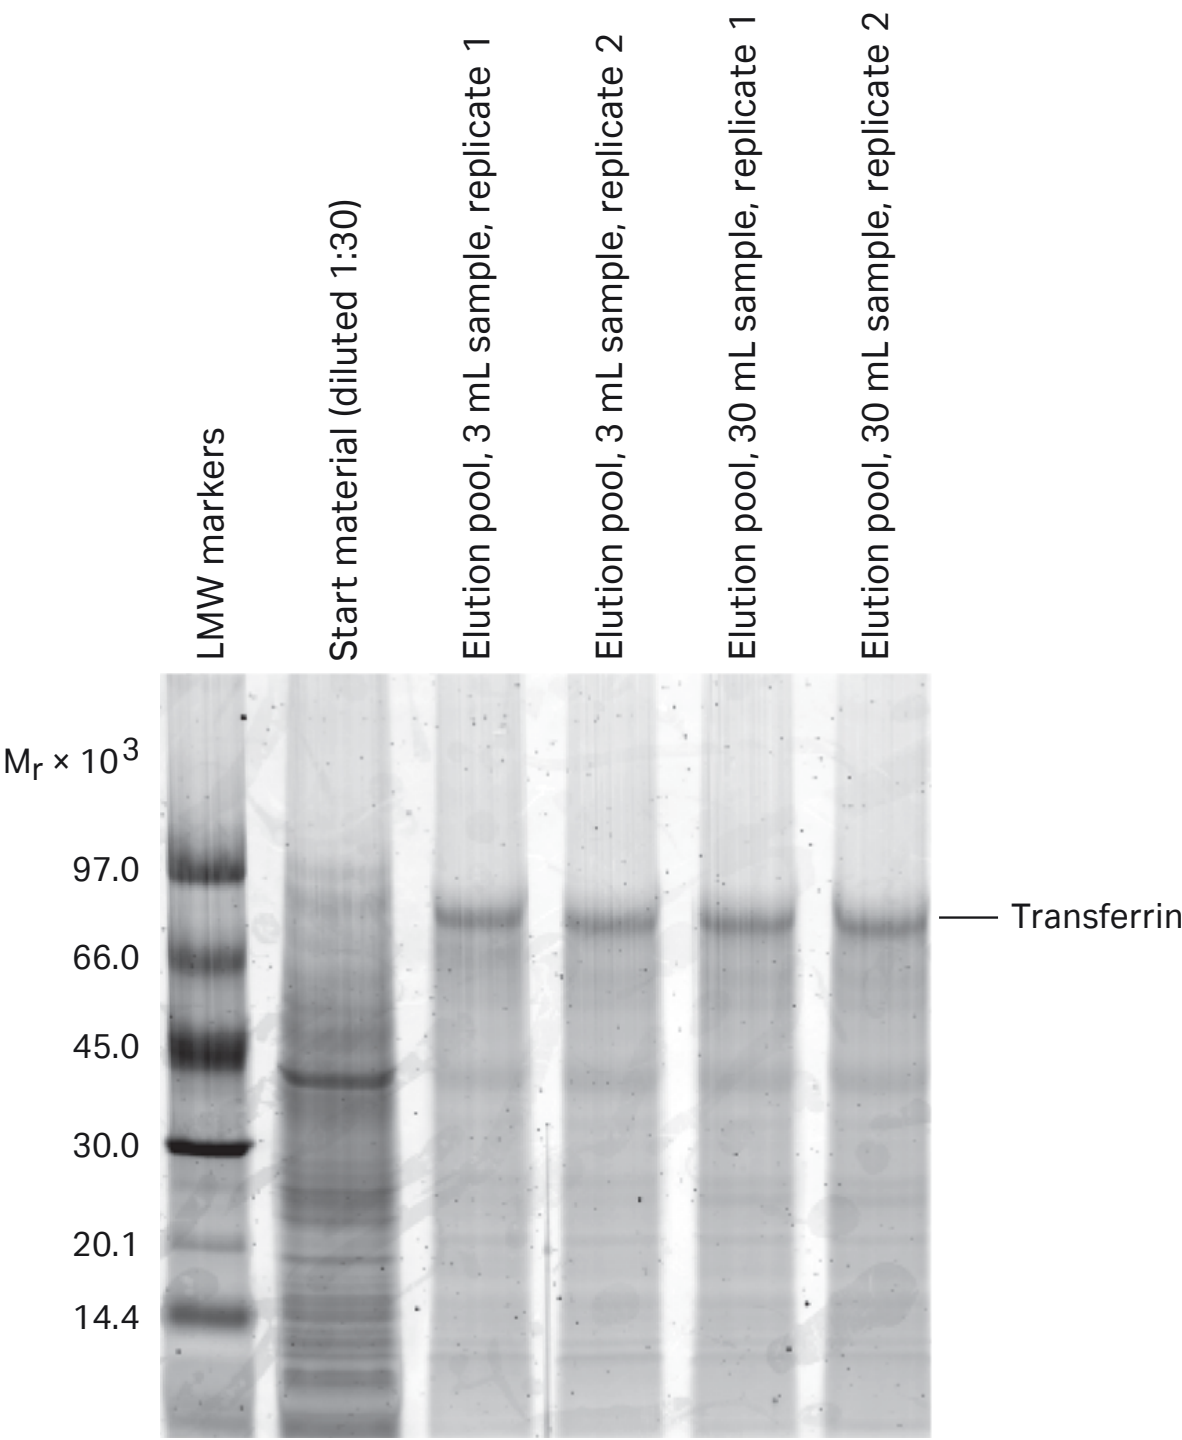 LMW markers
Start material (diluted 1:30)
Elution pool, 3 mL sample, replicate 1
Elution pool, 3 mL sample, replicate 2
Elution pool, 30 mL sample, replicate 1
Elution pool, 30 mL sample, replicate 2
Mr × 10³
97.0
Transferrin
66.0
45.0
30.0
20.1
14.4